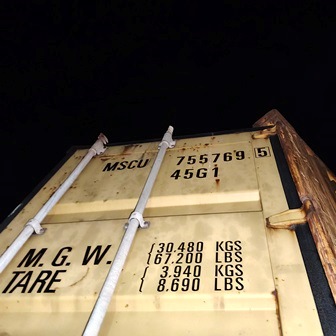 MSCU 755769 5
45G1
M. G. W. 30.480 KGS
67.200 LBS
TARE 3.940 KGS
8.690 LBS